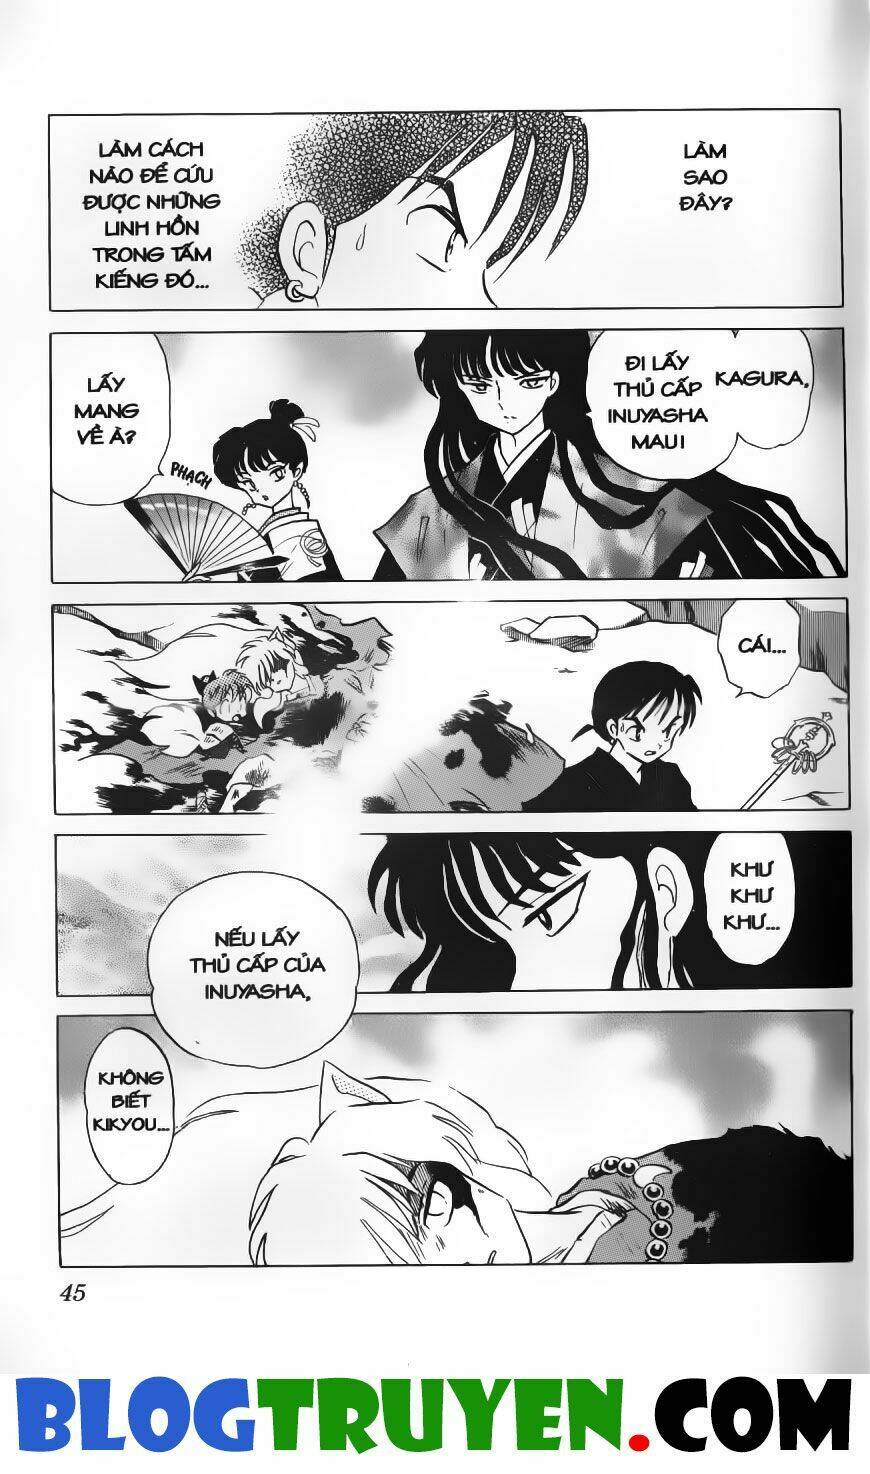 LÀM
SAO
ĐÂY?
LÀM CÁCH
NÀO ĐỂ CỨU
ĐƯỢC NHỮNG
LINH HỒN
TRONG TẤM
KIẾNG ĐÓ...
KAGURA,
ĐI LẤY
THỦ CẤP
INUYASHA
MAU!
LẤY
MANG
VỀ À?
PHẠCH
CÁI...
KHƯ
KHƯ
KHƯ...
NẾU LẤY
THỦ CẤP CỦA
INUYASHA,
KHÔNG
BIẾT
KIKYOU...
45
BLOGTRUYEN.COM